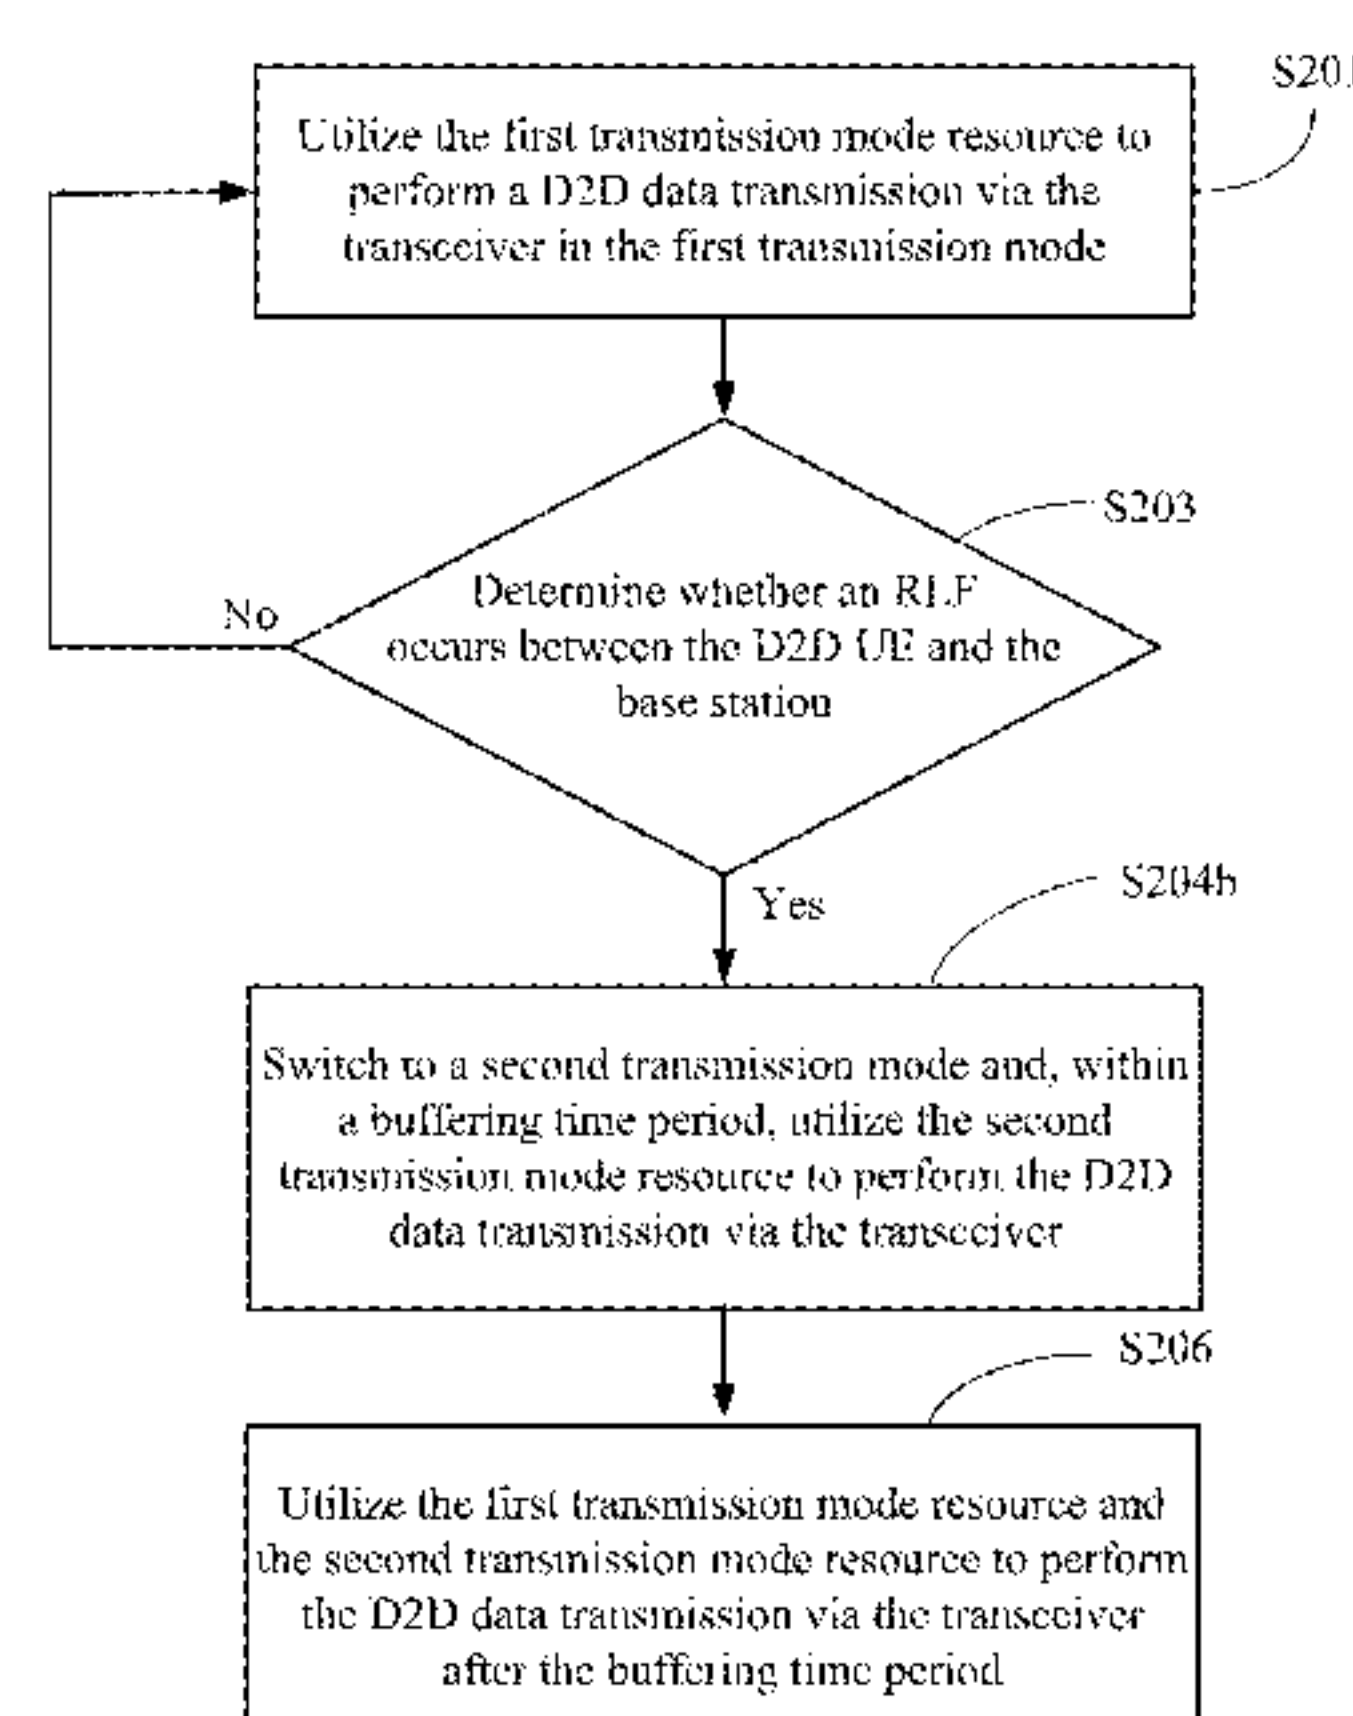 Utilize the first transmission mode resource to
perform a D2D data transmission via the
transceiver in the first transmission mode
S203
Determine whether an RLF
occurs between the D2D UE and the
base station
No
Yes
S204b
Switch to a second transmission mode and, within
a buffering time period, utilize the second
transmission mode resource to perform the D2D
data transmission via the transceiver
S206
Utilize the first transmission mode resource and
the second transmission mode resource to perform
the D2D data transmission via the transceiver
after the buffering time period